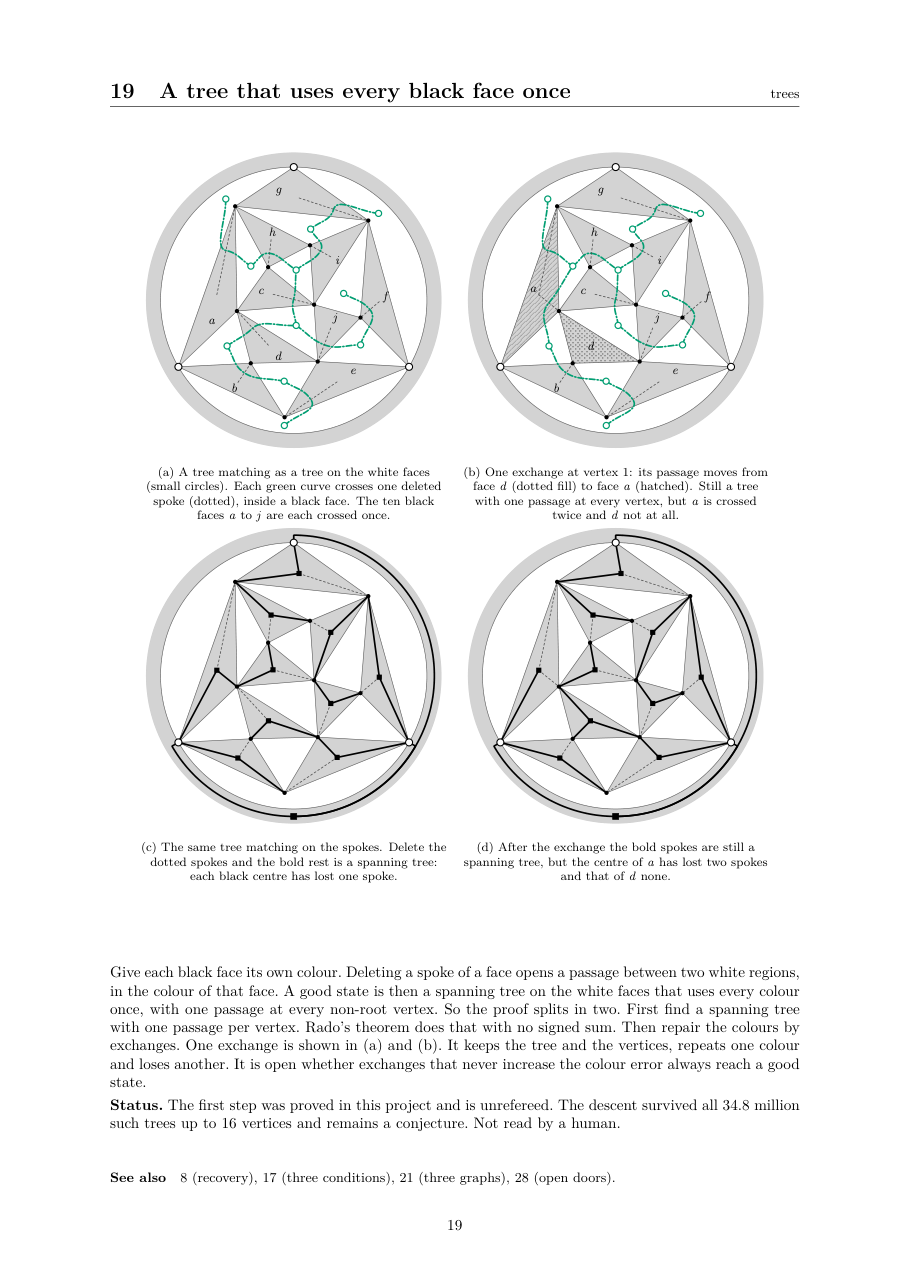 19 A tree that uses every black face once trees
g
h
i
c
f
a
j
d
e
b
g
h
i
a
c
f
j
d
e
b
(a) A tree matching as a tree on the white faces
(small circles). Each green curve crosses one deleted
spoke (dotted), inside a black face. The ten black
faces a to j are each crossed once.
(b) One exchange at vertex 1: its passage moves from
face d (dotted fill) to face a (hatched). Still a tree
with one passage at every vertex, but a is crossed
twice and d not at all.
(c) The same tree matching on the spokes. Delete the
dotted spokes and the bold rest is a spanning tree:
each black centre has lost one spoke.
(d) After the exchange the bold spokes are still a
spanning tree, but the centre of a has lost two spokes
and that of d none.
Give each black face its own colour. Deleting a spoke of a face opens a passage between two white regions,
in the colour of that face. A good state is then a spanning tree on the white faces that uses every colour
once, with one passage at every non-root vertex. So the proof splits in two. First find a spanning tree
with one passage per vertex. Rado's theorem does that with no signed sum. Then repair the colours by
exchanges. One exchange is shown in (a) and (b). It keeps the tree and the vertices, repeats one colour
and loses another. It is open whether exchanges that never increase the colour error always reach a good
state.
Status. The first step was proved in this project and is unrefereed. The descent survived all 34.8 million
such trees up to 16 vertices and remains a conjecture. Not read by a human.
See also 8 (recovery), 17 (three conditions), 21 (three graphs), 28 (open doors).
19